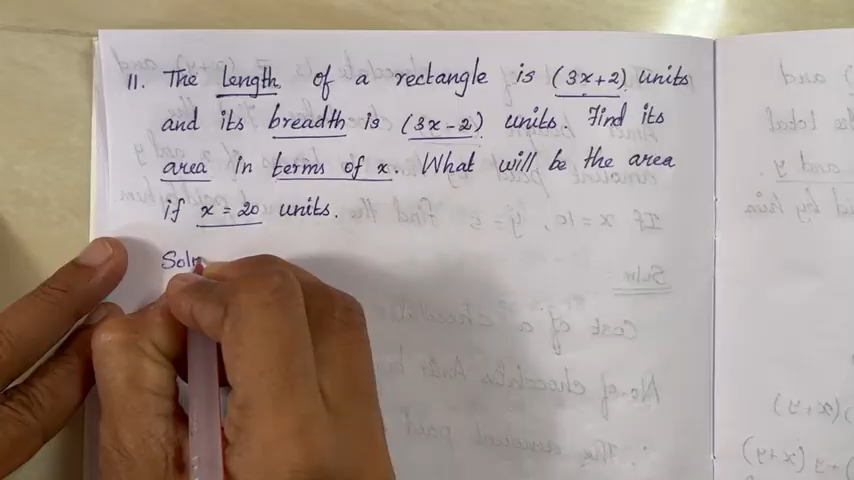 11. The length of a rectangle is (3x+2) units
and its breadth is (3x-2) units. Find its
area in terms of x. What will be the area
if x = 20 units.
Soln